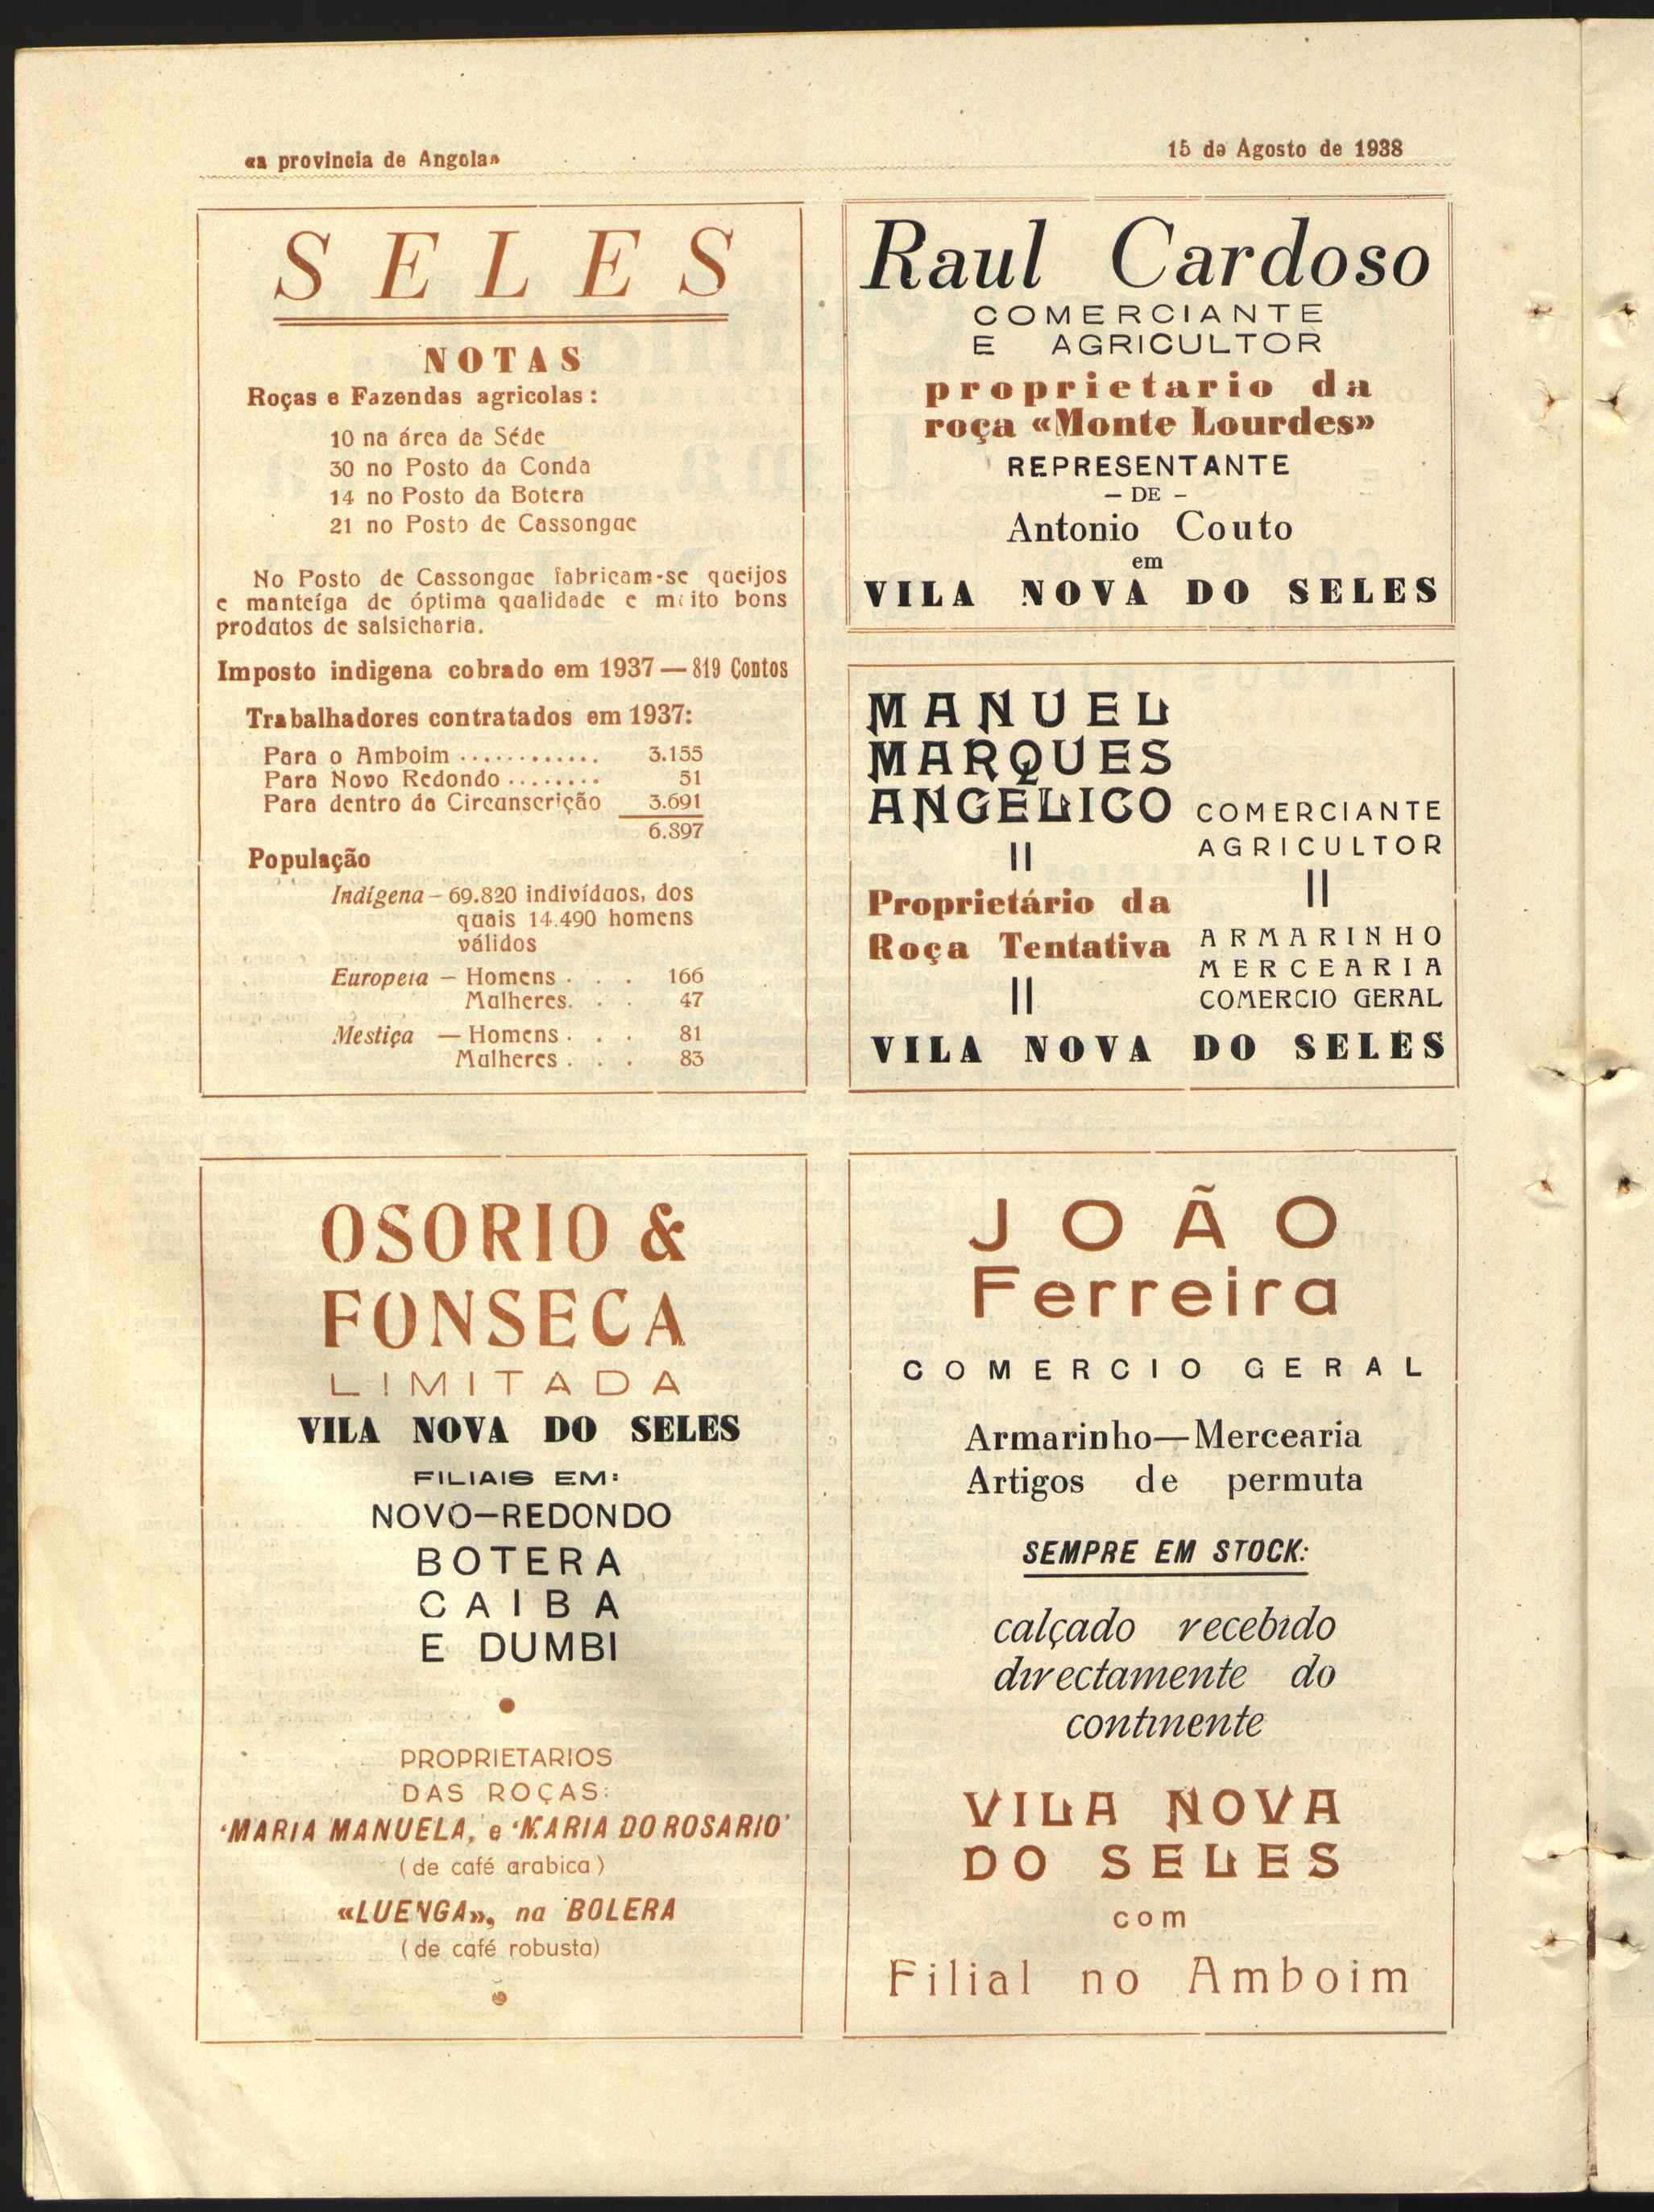 «a provincia de Angola»
15 de Agosto de 1938
SELES
NOTAS
Roças e Fazendas agricolas:
10 na área da Séde
30 no Posto da Conda
14 no Posto da Botera
21 no Posto de Cassongue
No Posto de Cassongue fabricam-se queijos
e manteíga de óptima qualidade e muito bons
produtos de salsicharia.
Imposto indigena cobrado em 1937 — 819 Contos
Trabalhadores contratados em 1937:
Para o Amboim ............ 3.155
Para Novo Redondo ........ 51
Para dentro da Circunscrição 3.691
6.897
População
Indígena — 69.820 indivíduos, dos
quais 14.490 homens
válidos
Europeia — Homens . . . 166
Mulheres. . . 47
Mestiça — Homens . . . 81
Mulheres . . . 83
Raul Cardoso
COMERCIANTE
E AGRICULTOR
proprietario da
roça «Monte Lourdes»
REPRESENTANTE
— DE —
Antonio Couto
em
VILA NOVA DO SELES
MANUEL
MARQUES
ANGÉLICO
COMERCIANTE
AGRICULTOR
Proprietário da
Roça Tentativa
ARMARINHO
MERCEARIA
COMERCIO GERAL
VILA NOVA DO SELES
OSORIO &
FONSECA
LIMITADA
VILA NOVA DO SELES
FILIAIS EM:
NOVO-REDONDO
BOTERA
CAIBA
E DUMBI
PROPRIETARIOS
DAS ROÇAS:
'MARIA MANUELA, e 'MARIA DO ROSARIO'
(de café arabica)
«LUENGA», na BOLERA
(de café robusta)
JOÃO
Ferreira
COMERCIO GERAL
Armarinho—Mercearia
Artigos de permuta
SEMPRE EM STOCK:
calçado recebido
directamente do
continente
VILA NOVA
DO SELES
com
Filial no Amboim